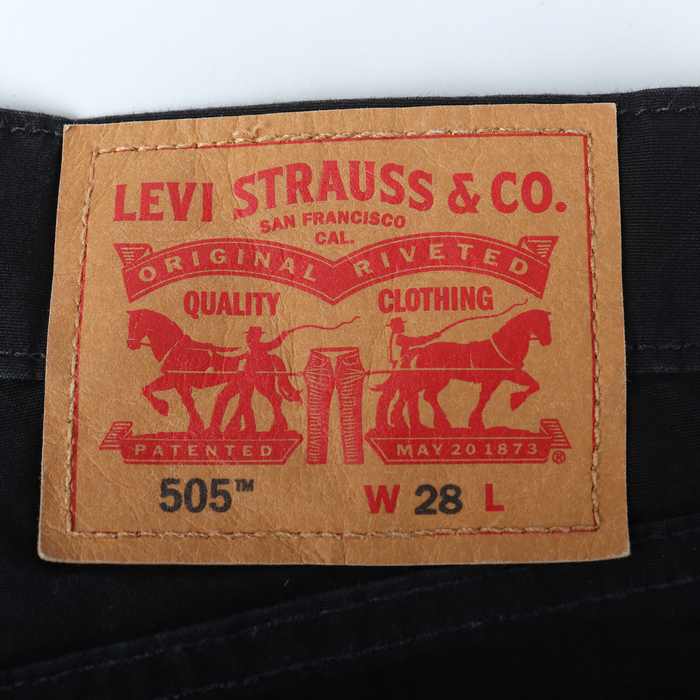 LEVI STRAUSS & CO.
SAN FRANCISCO
CAL.
ORIGINAL RIVETED
QUALITY CLOTHING
PATENTED MAY 20 1873 ®
505™ W 28 L